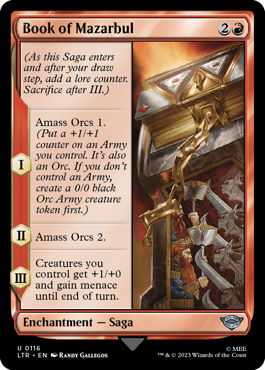 Book of Mazarbul 2
(As this Saga enters
and after your draw
step, add a lore counter.
Sacrifice after III.)
I
Amass Orcs 1.
(Put a +1/+1
counter on an Army
you control. It's also
an Orc. If you don't
control an Army,
create a 0/0 black
Orc Army creature
token first.)
II
Amass Orcs 2.
III
Creatures you
control get +1/+0
and gain menace
until end of turn.
Enchantment — Saga
U 0116
LTR • EN RANDY GALLEGOS
© MEE
™ & © 2023 Wizards of the Coast